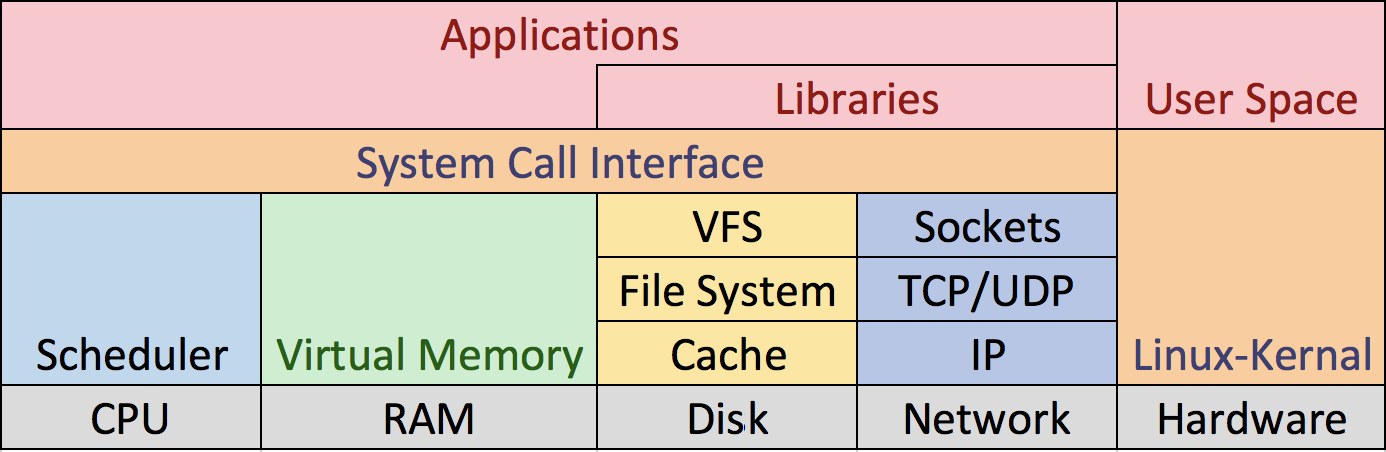 Applications
Libraries
User Space
System Call Interface
VFS
Sockets
File System
TCP/UDP
Scheduler
Virtual Memory
Cache
IP
Linux-Kernal
CPU
RAM
Disk
Network
Hardware